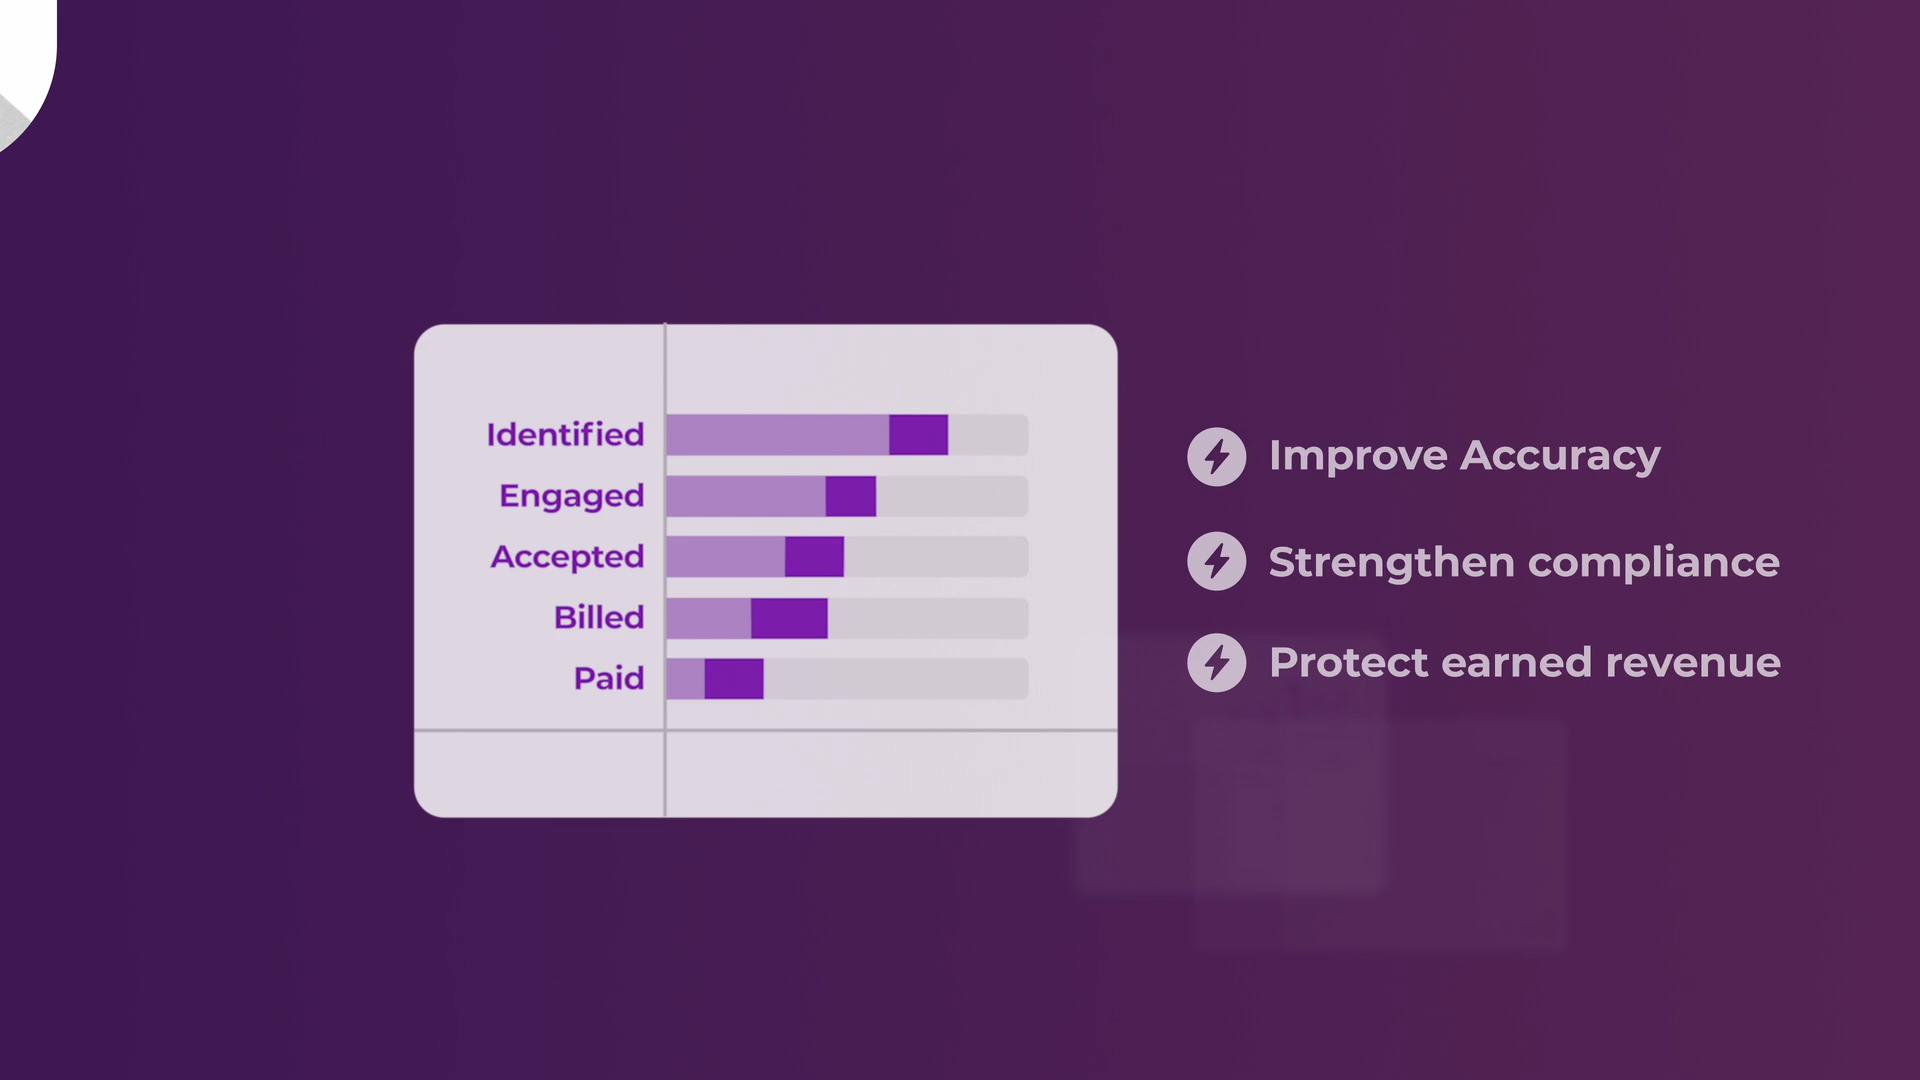 Identified
Engaged
Accepted
Billed
Paid
Improve Accuracy
Strengthen compliance
Protect earned revenue